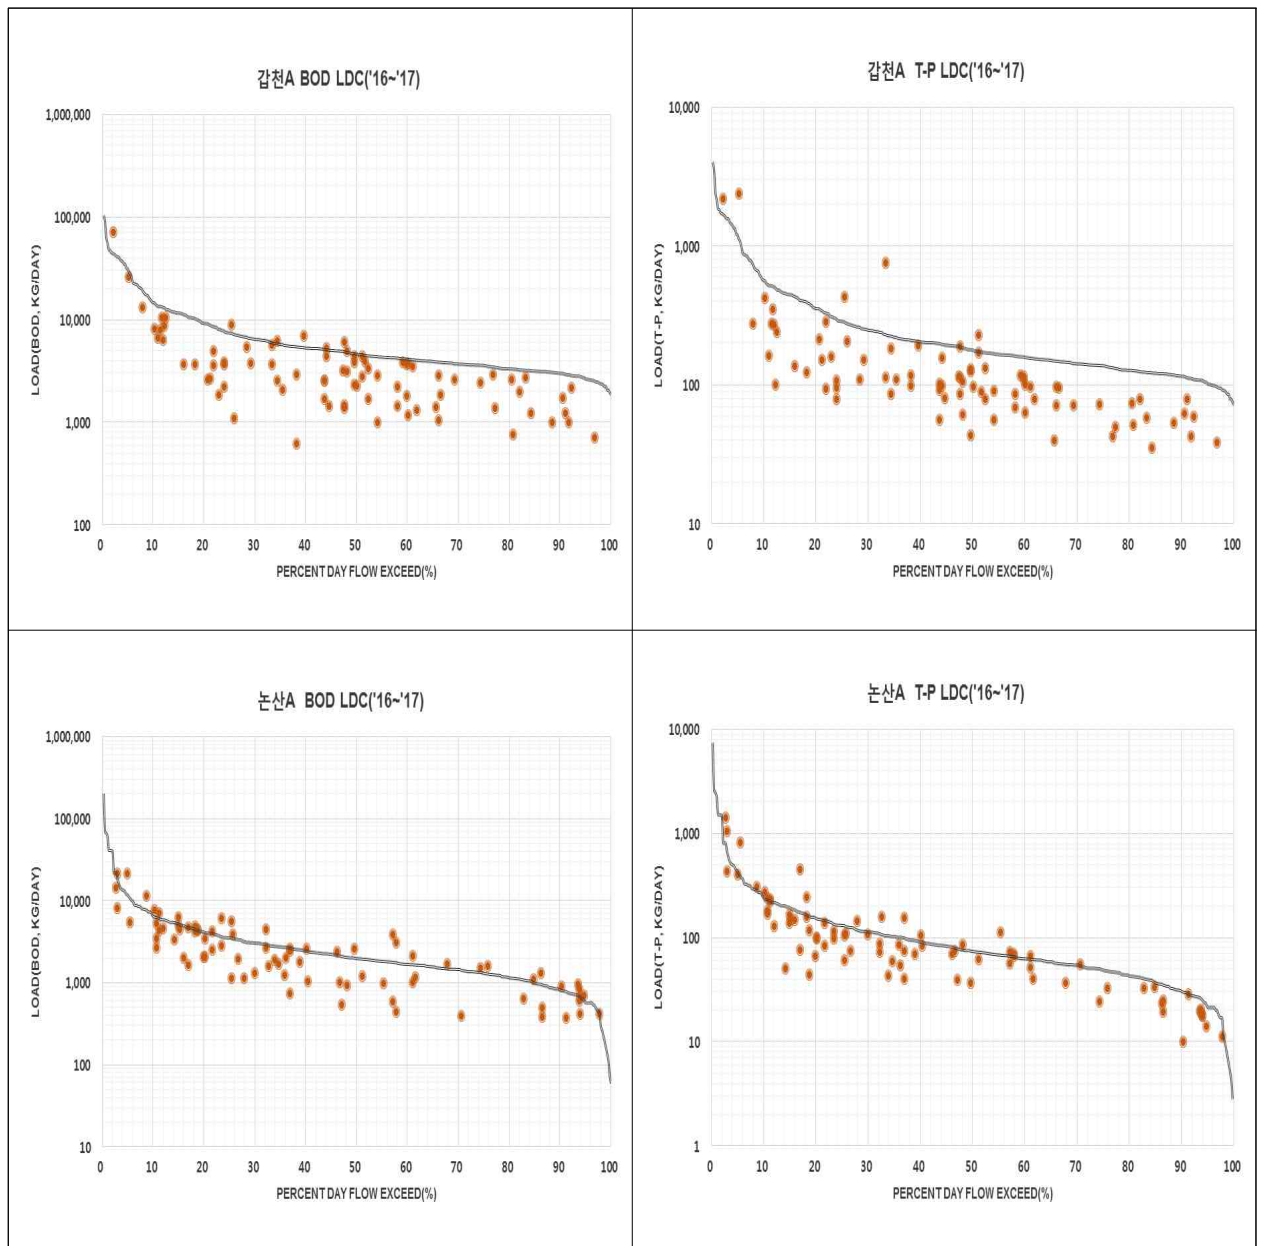 갑천A BOD LDC('16~'17)
1,000,000
100,000
10,000
1,000
100
LOAD(BOD, KG/DAY)
0 10 20 30 40 50 60 70 80 90 100
PERCENT DAY FLOW EXCEED(%)
갑천A T-P LDC('16~'17)
10,000
1,000
100
10
LOAD(T-P, KG/DAY)
0 10 20 30 40 50 60 70 80 90 100
PERCENT DAY FLOW EXCEED(%)
논산A BOD LDC('16~'17)
1,000,000
100,000
10,000
1,000
100
10
LOAD(BOD, KG/DAY)
0 10 20 30 40 50 60 70 80 90 100
PERCENT DAY FLOW EXCEED(%)
논산A T-P LDC('16~'17)
10,000
1,000
100
10
1
LOAD(T-P, KG/DAY)
0 10 20 30 40 50 60 70 80 90 100
PERCENT DAY FLOW EXCEED(%)